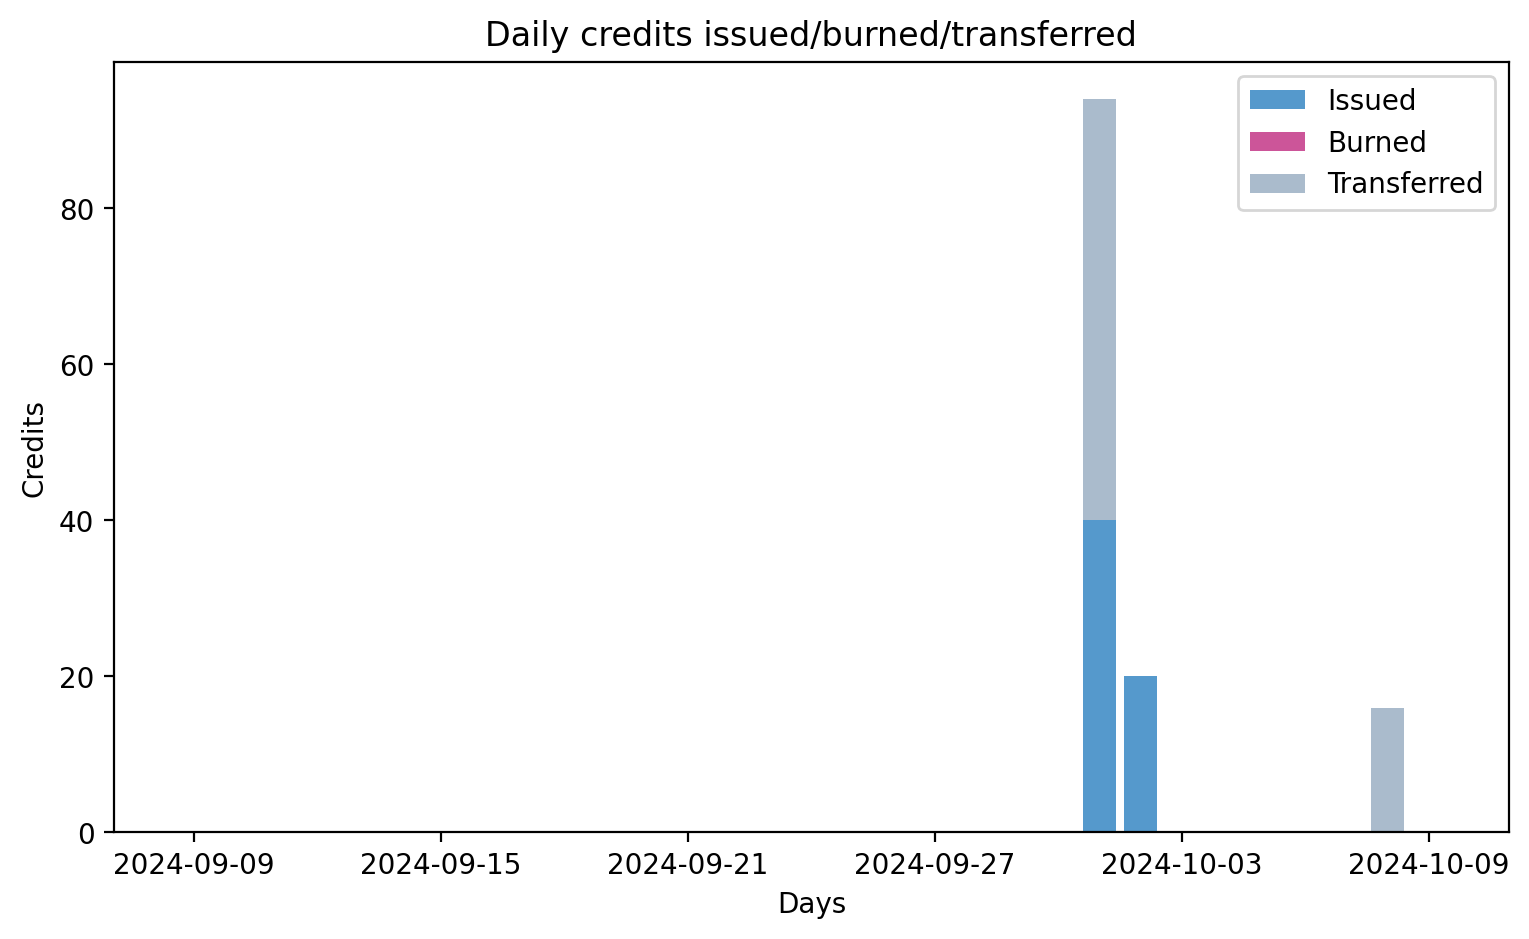 Daily credits issued/burned/transferred
Issued
Burned
Transferred
Credits
80
60
40
20
0
2024-09-09 2024-09-15 2024-09-21 2024-09-27 2024-10-03 2024-10-09
Days